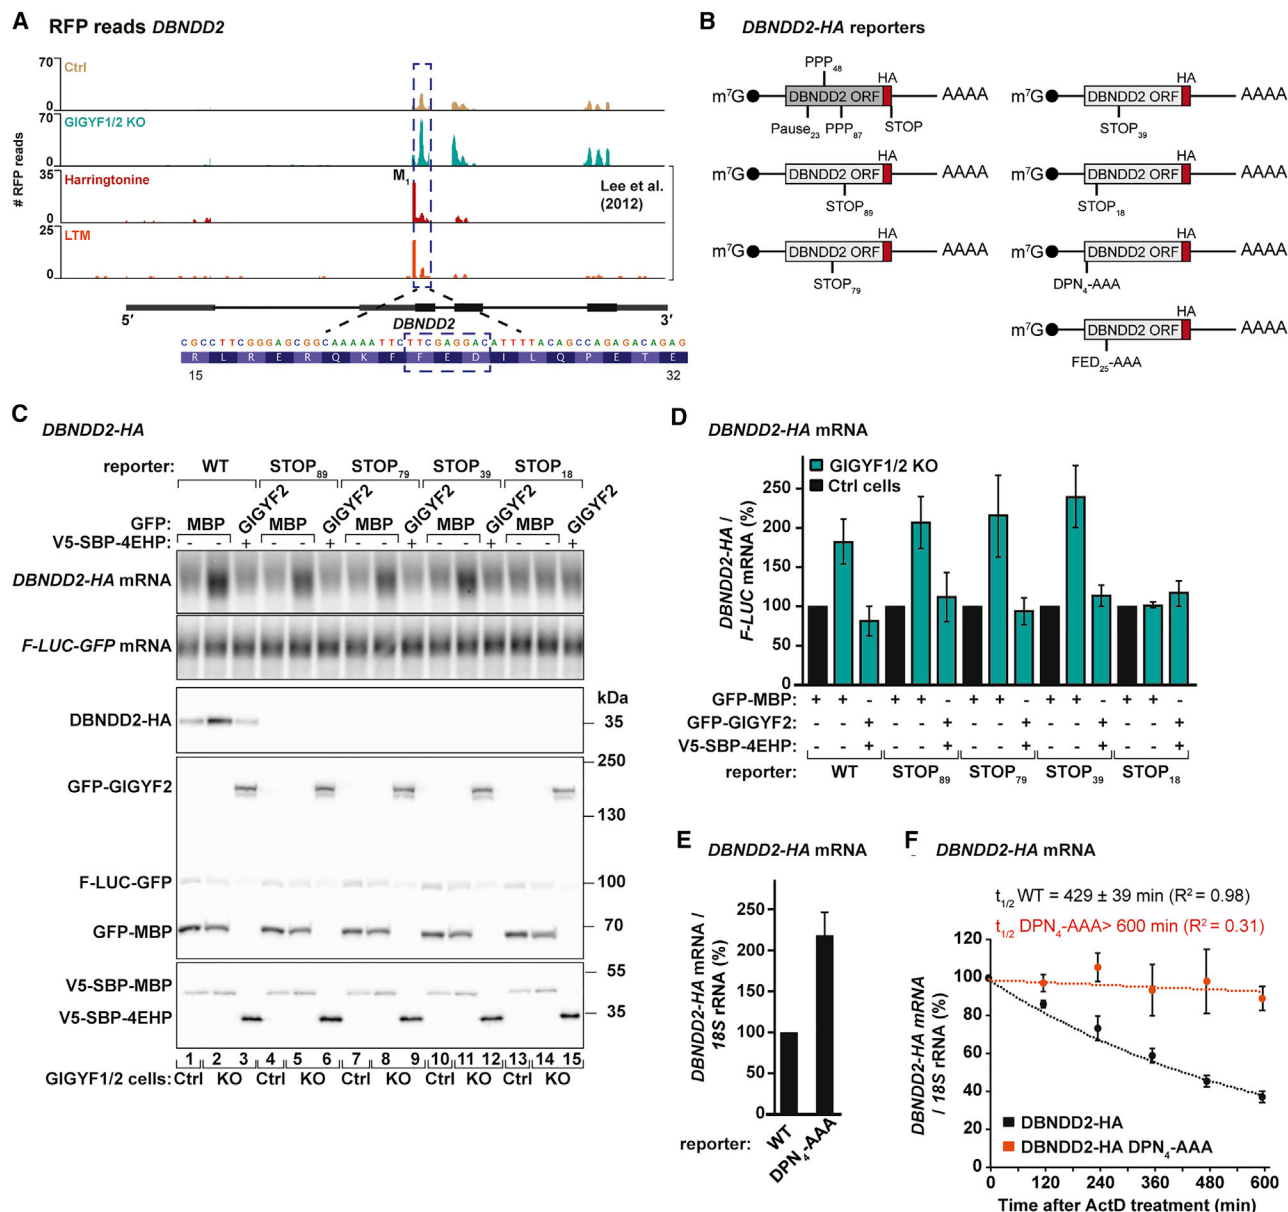 A RFP reads DBNDD2
70
Ctrl
0
70
GIGYF1/2 KO
0
35
Harringtonine
M1
0
25
LTM
0
# RFP reads
Lee et al.
(2012)
5′ 3′
DBNDD2
CGCCTTCGGGAGCGGCAAAAATTCTTCGAGGACATTTTACAGCCAGAGACAGAG
R L R E R Q K F F E D I L Q P E T E
15 32
B DBNDD2-HA reporters
PPP48
HA
m7G DBNDD2 ORF AAAA
Pause23 PPP87 STOP
HA
m7G DBNDD2 ORF AAAA
STOP39
HA
m7G DBNDD2 ORF AAAA
STOP89
HA
m7G DBNDD2 ORF AAAA
STOP18
HA
m7G DBNDD2 ORF AAAA
STOP79
HA
m7G DBNDD2 ORF AAAA
DPN4-AAA
HA
m7G DBNDD2 ORF AAAA
FED25-AAA
C DBNDD2-HA
reporter: WT STOP89 STOP79 STOP39 STOP18
GFP: MBP GIGYF2 MBP GIGYF2 MBP GIGYF2 MBP GIGYF2 MBP GIGYF2
V5-SBP-4EHP: - - + - - + - - + - - + - - +
DBNDD2-HA mRNA
F-LUC-GFP mRNA
kDa
DBNDD2-HA 35
250
GFP-GIGYF2
130
F-LUC-GFP 100
GFP-MBP 70
55
V5-SBP-MBP
V5-SBP-4EHP 35
1 2 3 4 5 6 7 8 9 10 11 12 13 14 15
GIGYF1/2 cells: Ctrl KO Ctrl KO Ctrl KO Ctrl KO Ctrl KO
D DBNDD2-HA mRNA
GIGYF1/2 KO
Ctrl cells
DBNDD2-HA /
F-LUC mRNA (%)
250
200
150
100
50
0
GFP-MBP: + + - + + - + + - + + - + + -
GFP-GIGYF2: - - + - - + - - + - - + - - +
V5-SBP-4EHP: - - + - - + - - + - - + - - +
reporter: WT STOP89 STOP79 STOP39 STOP18
E DBNDD2-HA mRNA
DBNDD2-HA mRNA /
18S rRNA (%)
250
200
150
100
50
0
reporter: WT DPN4-AAA
F DBNDD2-HA mRNA
t1/2 WT = 429 ± 39 min (R2 = 0.98)
t1/2 DPN4-AAA> 600 min (R2 = 0.31)
DBNDD2-HA mRNA
/ 18S rRNA (%)
120
100
80
60
40
20
0
DBNDD2-HA
DBNDD2-HA DPN4-AAA
0 120 240 360 480 600
Time after ActD treatment (min)